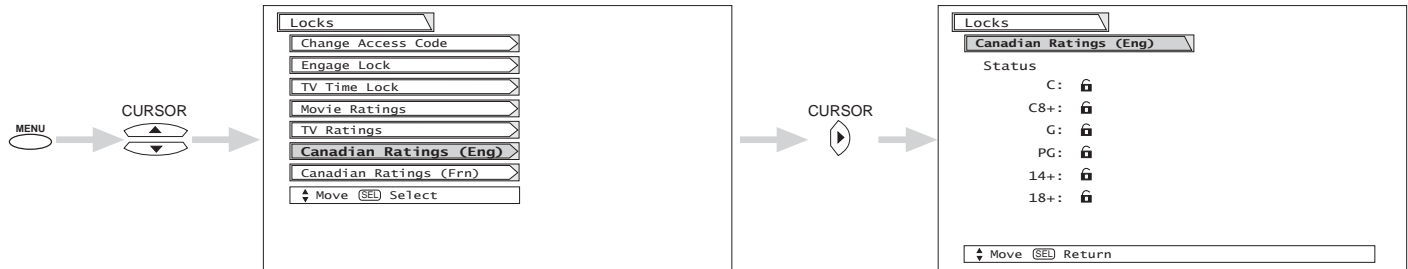 MENU
CURSOR
Locks
Change Access Code
Engage Lock
TV Time Lock
Movie Ratings
TV Ratings
Canadian Ratings (Eng)
Canadian Ratings (Frn)
Move SEL Select
CURSOR
Locks
Canadian Ratings (Eng)
Status
C:
C8+:
G:
PG:
14+:
18+:
Move SEL Return